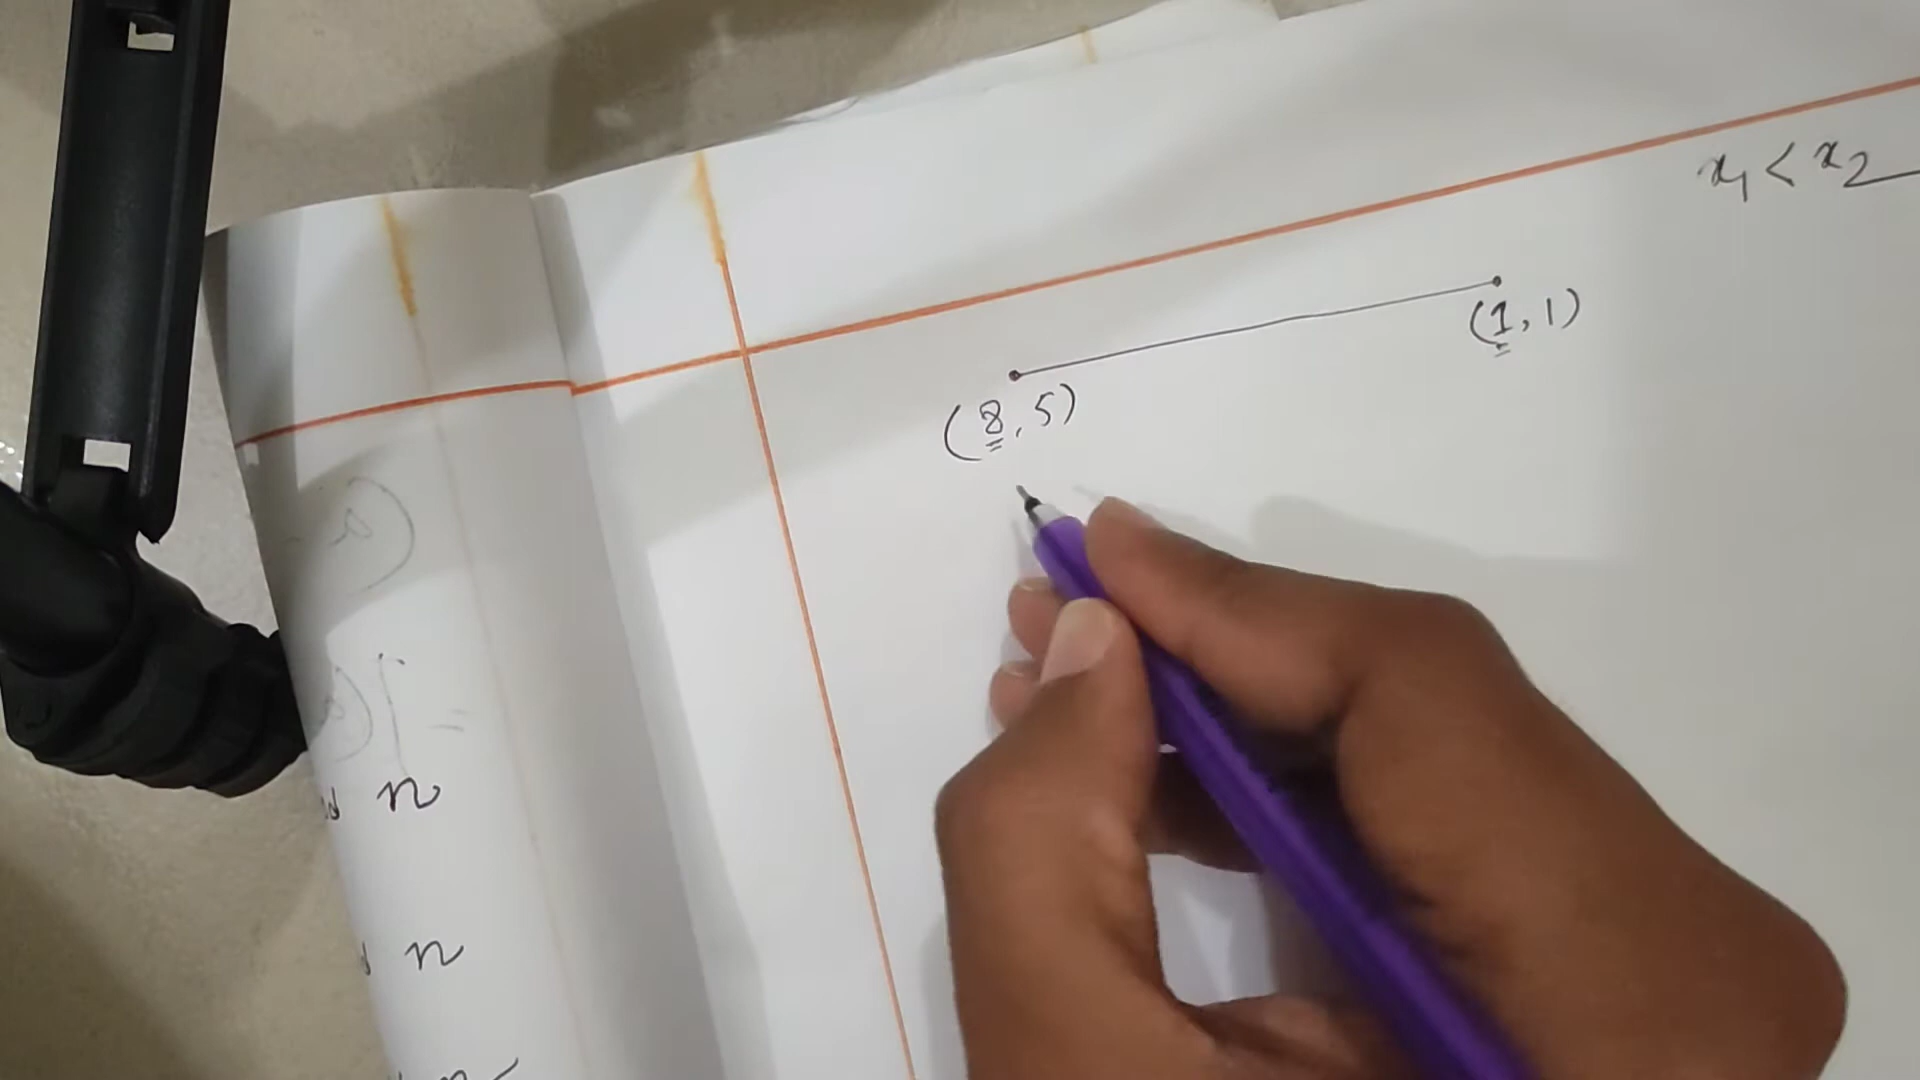 x₁ < x₂
(1, 1)
(8, 5)
n
n